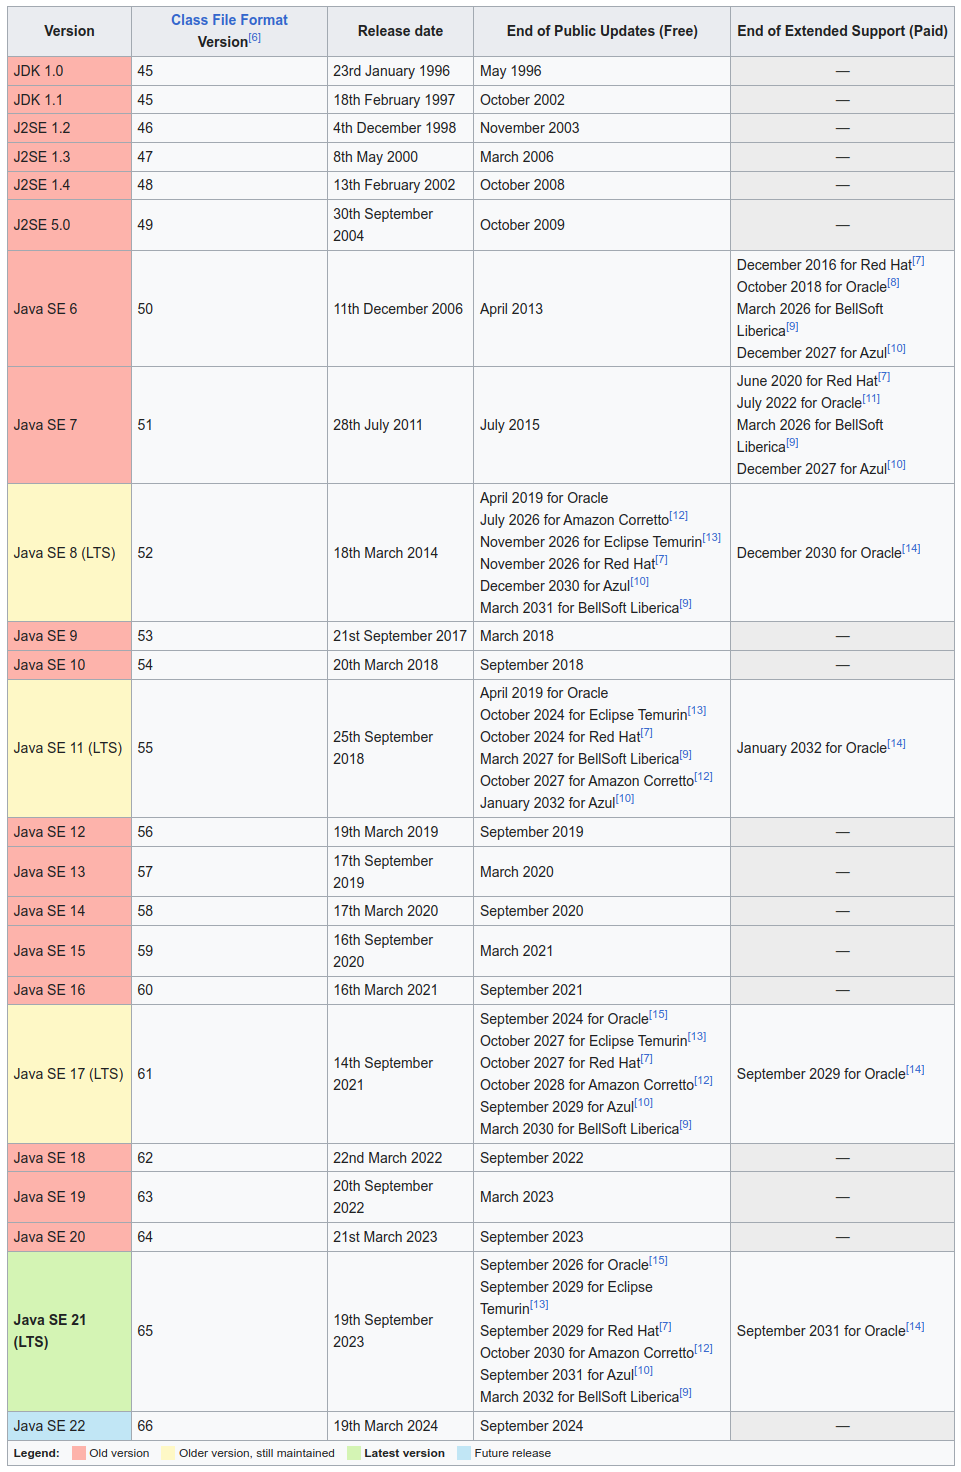 Version
Class File Format
Version[6]
Release date
End of Public Updates (Free)
End of Extended Support (Paid)
JDK 1.0
45
23rd January 1996
May 1996
—
JDK 1.1
45
18th February 1997
October 2002
—
J2SE 1.2
46
4th December 1998
November 2003
—
J2SE 1.3
47
8th May 2000
March 2006
—
J2SE 1.4
48
13th February 2002
October 2008
—
J2SE 5.0
49
30th September
2004
October 2009
—
Java SE 6
50
11th December 2006
April 2013
December 2016 for Red Hat[7]
October 2018 for Oracle[8]
March 2026 for BellSoft
Liberica[9]
December 2027 for Azul[10]
Java SE 7
51
28th July 2011
July 2015
June 2020 for Red Hat[7]
July 2022 for Oracle[11]
March 2026 for BellSoft
Liberica[9]
December 2027 for Azul[10]
Java SE 8 (LTS)
52
18th March 2014
April 2019 for Oracle
July 2026 for Amazon Corretto[12]
November 2026 for Eclipse Temurin[13]
November 2026 for Red Hat[7]
December 2030 for Azul[10]
March 2031 for BellSoft Liberica[9]
December 2030 for Oracle[14]
Java SE 9
53
21st September 2017
March 2018
—
Java SE 10
54
20th March 2018
September 2018
—
Java SE 11 (LTS)
55
25th September
2018
April 2019 for Oracle
October 2024 for Eclipse Temurin[13]
October 2024 for Red Hat[7]
March 2027 for BellSoft Liberica[9]
October 2027 for Amazon Corretto[12]
January 2032 for Azul[10]
January 2032 for Oracle[14]
Java SE 12
56
19th March 2019
September 2019
—
Java SE 13
57
17th September
2019
March 2020
—
Java SE 14
58
17th March 2020
September 2020
—
Java SE 15
59
16th September
2020
March 2021
—
Java SE 16
60
16th March 2021
September 2021
—
Java SE 17 (LTS)
61
14th September
2021
September 2024 for Oracle[15]
October 2027 for Eclipse Temurin[13]
October 2027 for Red Hat[7]
October 2028 for Amazon Corretto[12]
September 2029 for Azul[10]
March 2030 for BellSoft Liberica[9]
September 2029 for Oracle[14]
Java SE 18
62
22nd March 2022
September 2022
—
Java SE 19
63
20th September
2022
March 2023
—
Java SE 20
64
21st March 2023
September 2023
—
Java SE 21
(LTS)
65
19th September
2023
September 2026 for Oracle[15]
September 2029 for Eclipse
Temurin[13]
September 2029 for Red Hat[7]
October 2030 for Amazon Corretto[12]
September 2031 for Azul[10]
March 2032 for BellSoft Liberica[9]
September 2031 for Oracle[14]
Java SE 22
66
19th March 2024
September 2024
—
Legend: Old version Older version, still maintained Latest version Future release